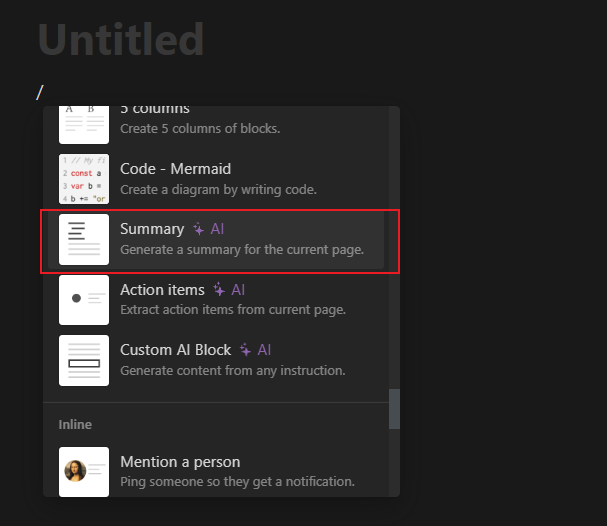 Untitled
/
5 columns
A B
Create 5 columns of blocks.
1 // My fi
2 const a
3 var b =
4 b += "or
Code - Mermaid
Create a diagram by writing code.
Summary AI
Generate a summary for the current page.
Action items AI
Extract action items from current page.
Custom AI Block AI
Generate content from any instruction.
Inline
Mention a person
Ping someone so they get a notification.